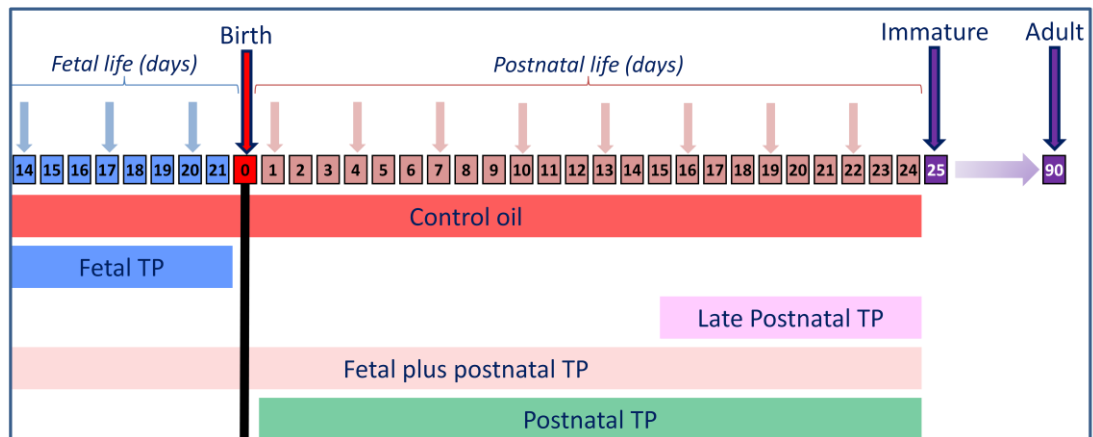 Birth
Immature
Adult
Fetal life (days)
Postnatal life (days)
14 15 16 17 18 19 20 21 0 1 2 3 4 5 6 7 8 9 10 11 12 13 14 15 16 17 18 19 20 21 22 23 24 25 90
Control oil
Fetal TP
Late Postnatal TP
Fetal plus postnatal TP
Postnatal TP